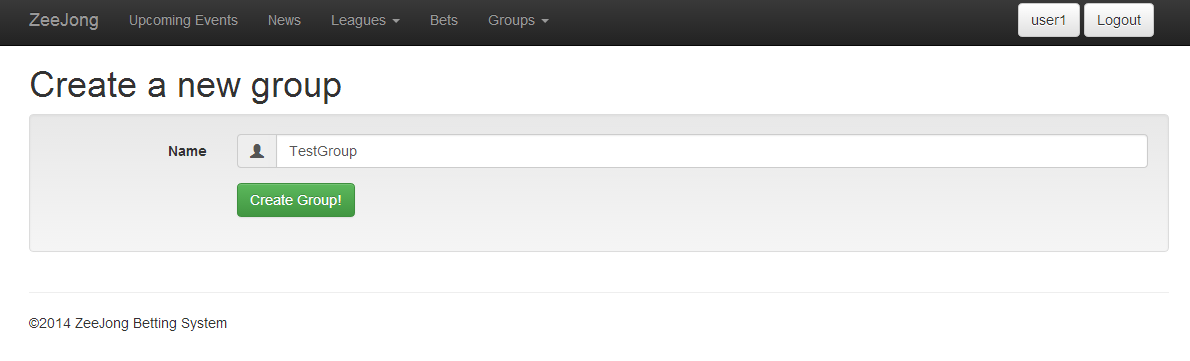 ZeeJong Upcoming Events News Leagues Bets Groups user1 Logout
Create a new group
Name TestGroup
Create Group!
©2014 ZeeJong Betting System